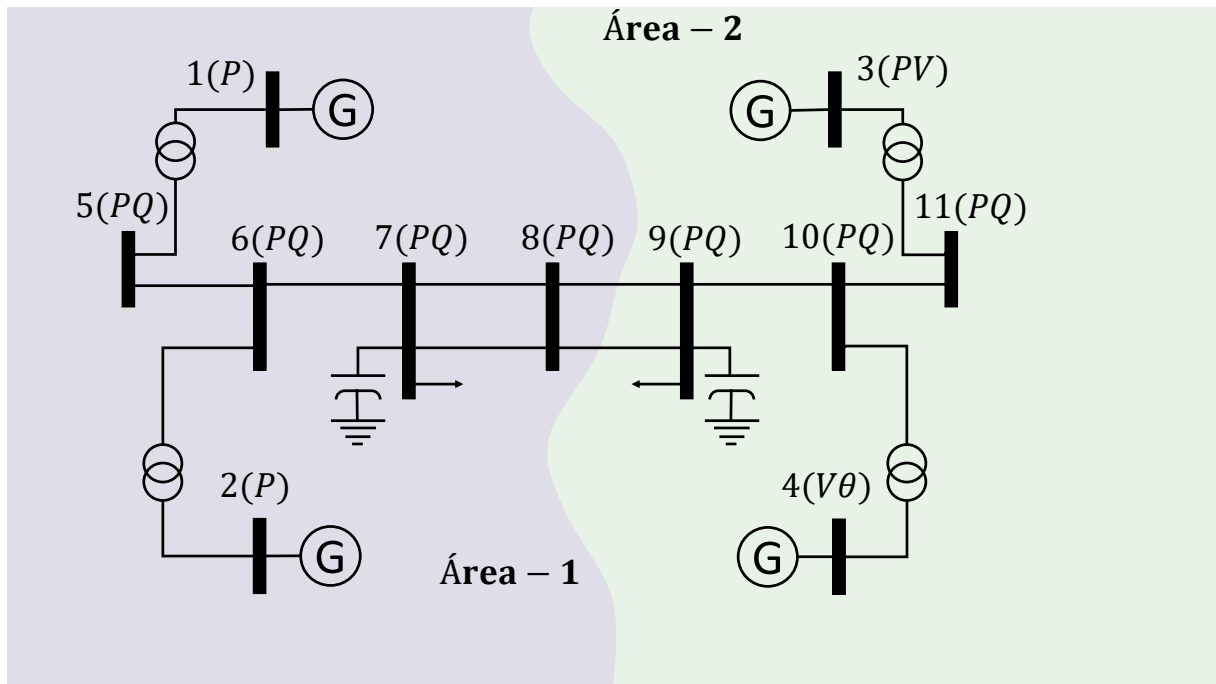 Área − 2
1(P)
G
G
3(PV)
5(PQ)
6(PQ)
7(PQ)
8(PQ)
9(PQ)
10(PQ)
11(PQ)
2(P)
G
Área − 1
4(Vθ)
G